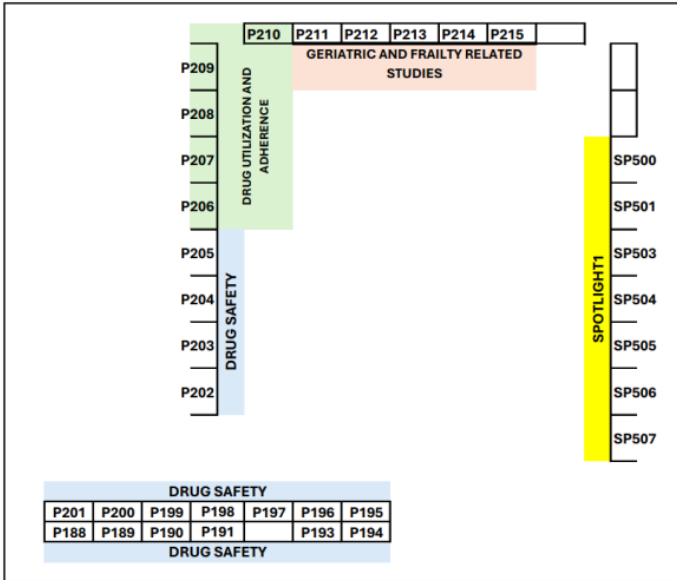 P210 P211 P212 P213 P214 P215
GERIATRIC AND FRAILTY RELATED
STUDIES
P209
P208
P207
P206
DRUG UTILIZATION AND
ADHERENCE
P205
P204
P203
P202
DRUG SAFETY
SPOTLIGHT1
SP500
SP501
SP503
SP504
SP505
SP506
SP507
DRUG SAFETY
P201 P200 P199 P198 P197 P196 P195
P188 P189 P190 P191 P193 P194
DRUG SAFETY